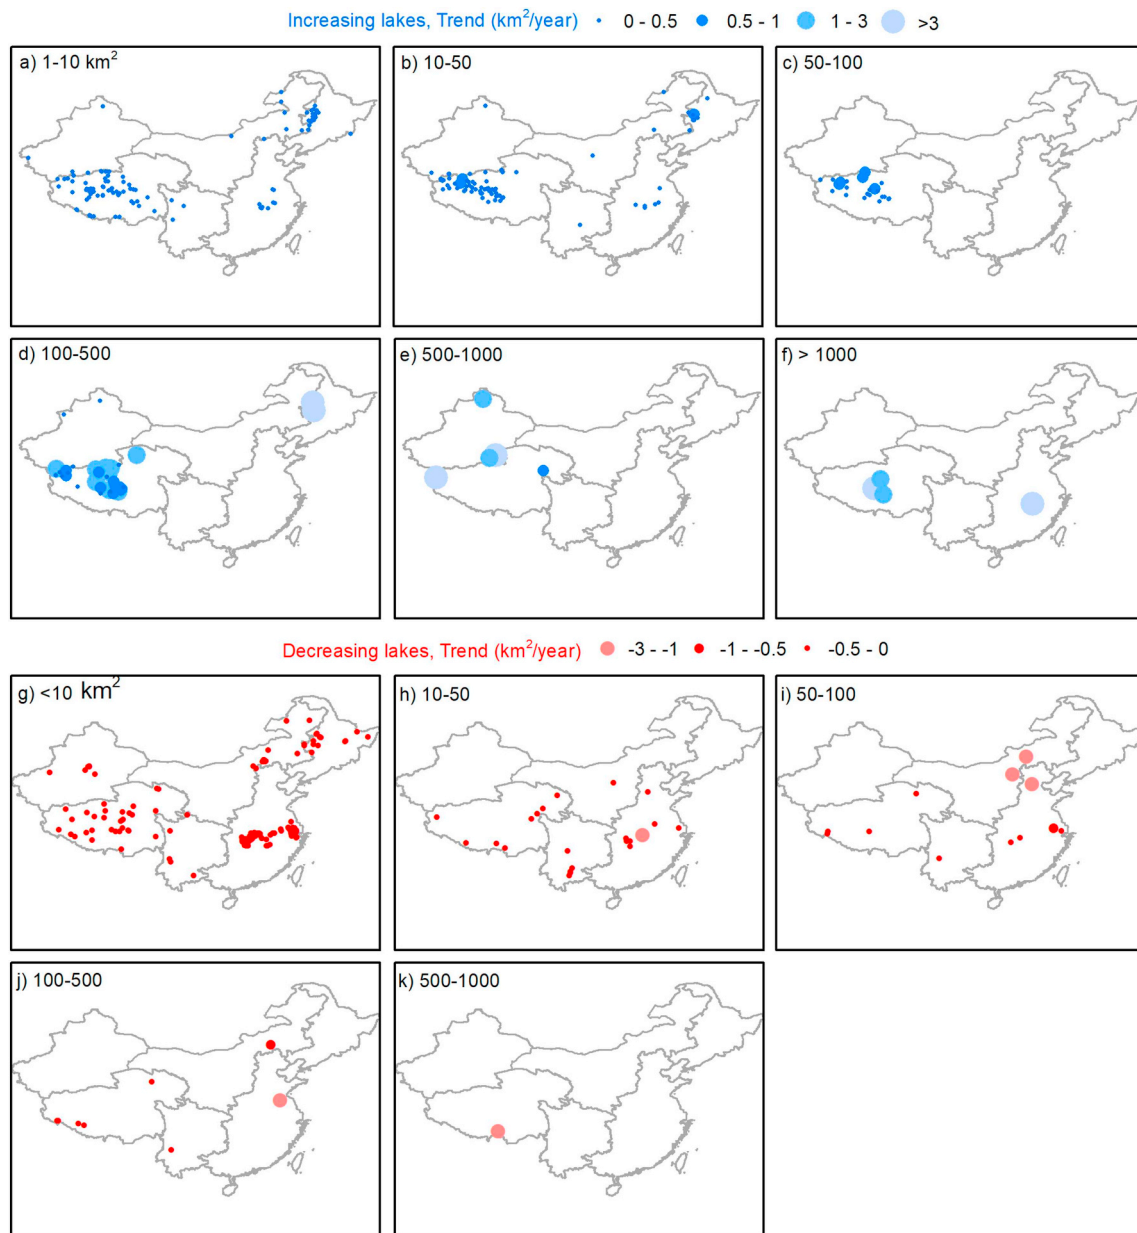 Increasing lakes, Trend (km²/year) 0 - 0.5 0.5 - 1 1 - 3 >3
a) 1-10 km²
b) 10-50
c) 50-100
d) 100-500
e) 500-1000
f) > 1000
Decreasing lakes, Trend (km²/year) -3 - -1 -1 - -0.5 -0.5 - 0
g) <10 km²
h) 10-50
i) 50-100
j) 100-500
k) 500-1000